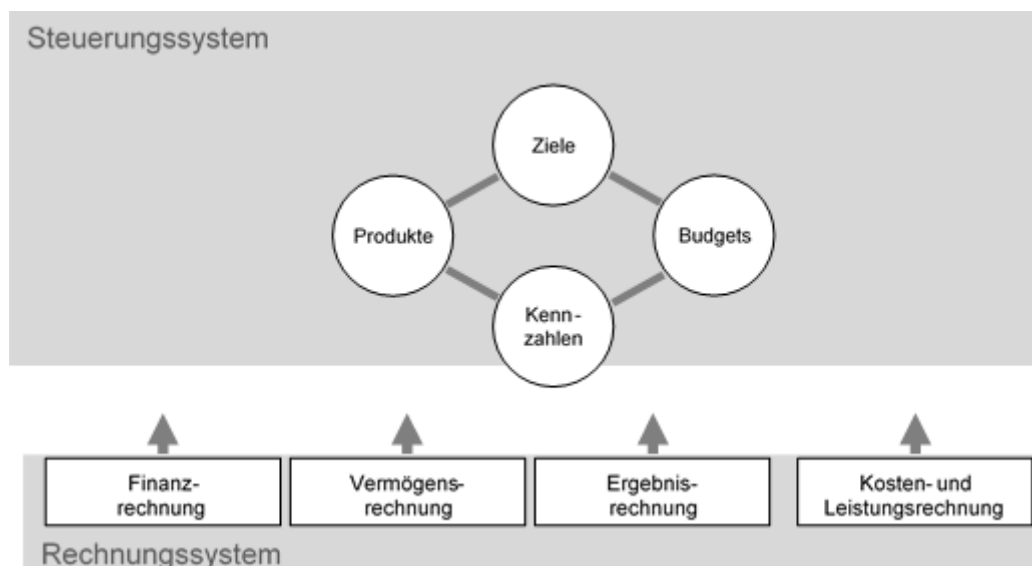 Steuerungssystem
Ziele
Produkte
Budgets
Kenn-
zahlen
Finanz-
rechnung
Vermögens-
rechnung
Ergebnis-
rechnung
Kosten- und
Leistungsrechnung
Rechnungssystem